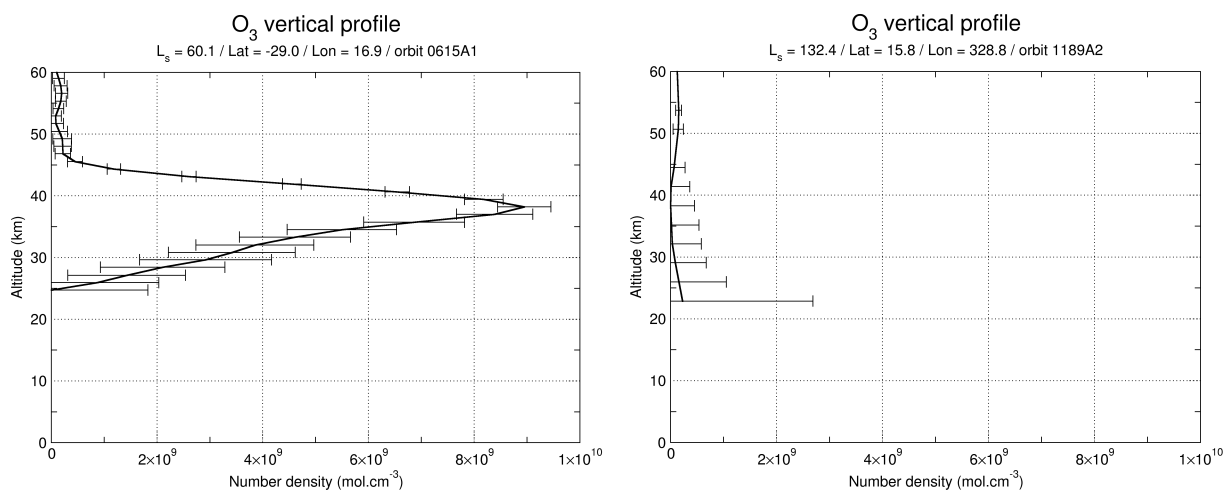 O3 vertical profile
Ls = 60.1 / Lat = -29.0 / Lon = 16.9 / orbit 0615A1
60
50
40
30
20
10
0
Altitude (km)
0 2×10^9 4×10^9 6×10^9 8×10^9 1×10^10
Number density (mol.cm^-3)
O3 vertical profile
Ls = 132.4 / Lat = 15.8 / Lon = 328.8 / orbit 1189A2
60
50
40
30
20
10
0
Altitude (km)
0 2×10^9 4×10^9 6×10^9 8×10^9 1×10^10
Number density (mol.cm^-3)